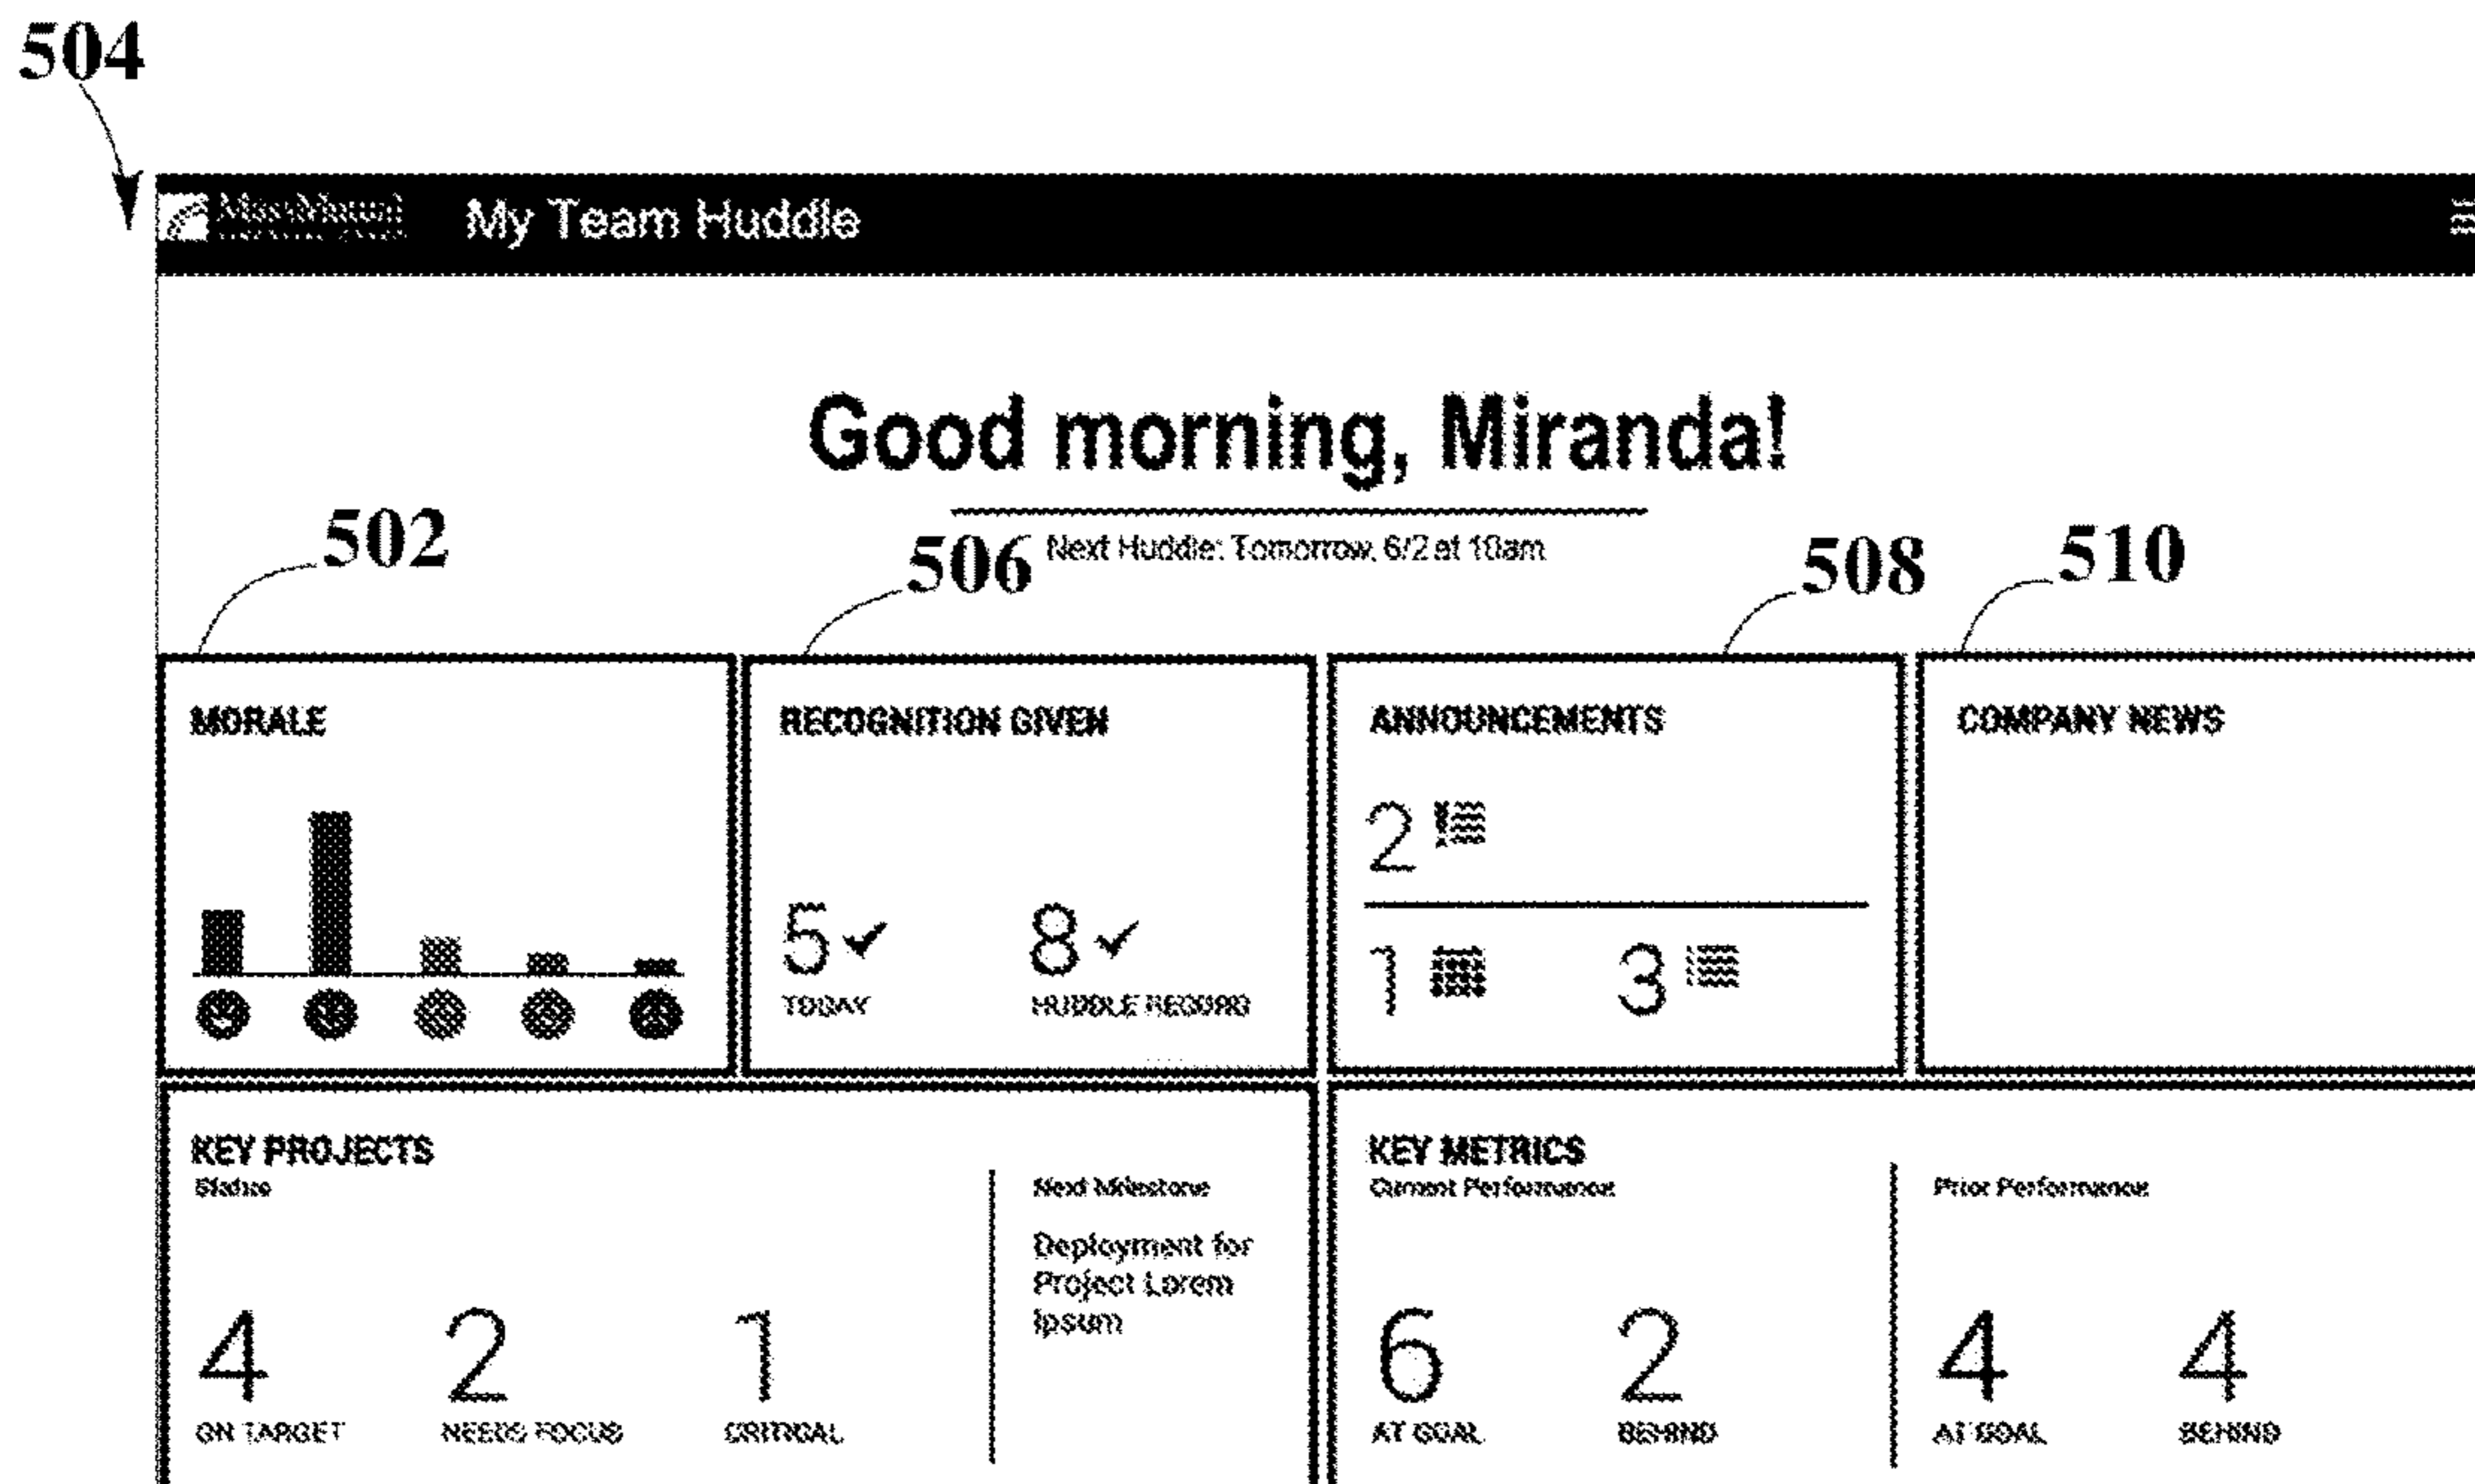 504
My Team Huddle
Good morning, Miranda!
Next Huddle: Tomorrow, 6/2 at 10am
502
506
508
510
MORALE
RECOGNITION GIVEN
5
TODAY
8
HUDDLE RECORD
ANNOUNCEMENTS
2
1
3
COMPANY NEWS
KEY PROJECTS
Status
4
ON TARGET
2
NEEDS FOCUS
1
CRITICAL
Next Milestone
Deployment for
Project Lorem
Ipsum
KEY METRICS
Current Performance
6
AT GOAL
2
BEHIND
Prior Performance
4
AT GOAL
4
BEHIND